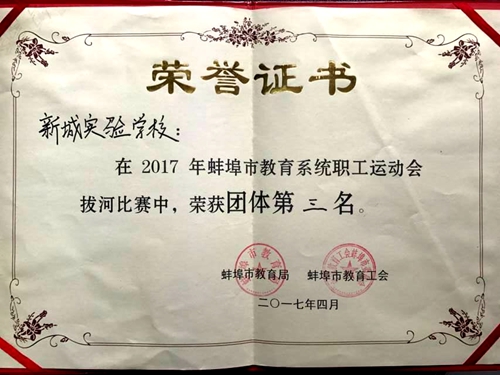 荣誉证书
新城实验学校：
在 2017 年蚌埠市教育系统职工运动会
拔河比赛中，荣获团体第三名。
蚌埠市教育局 蚌埠市教育工会
二〇一七年四月